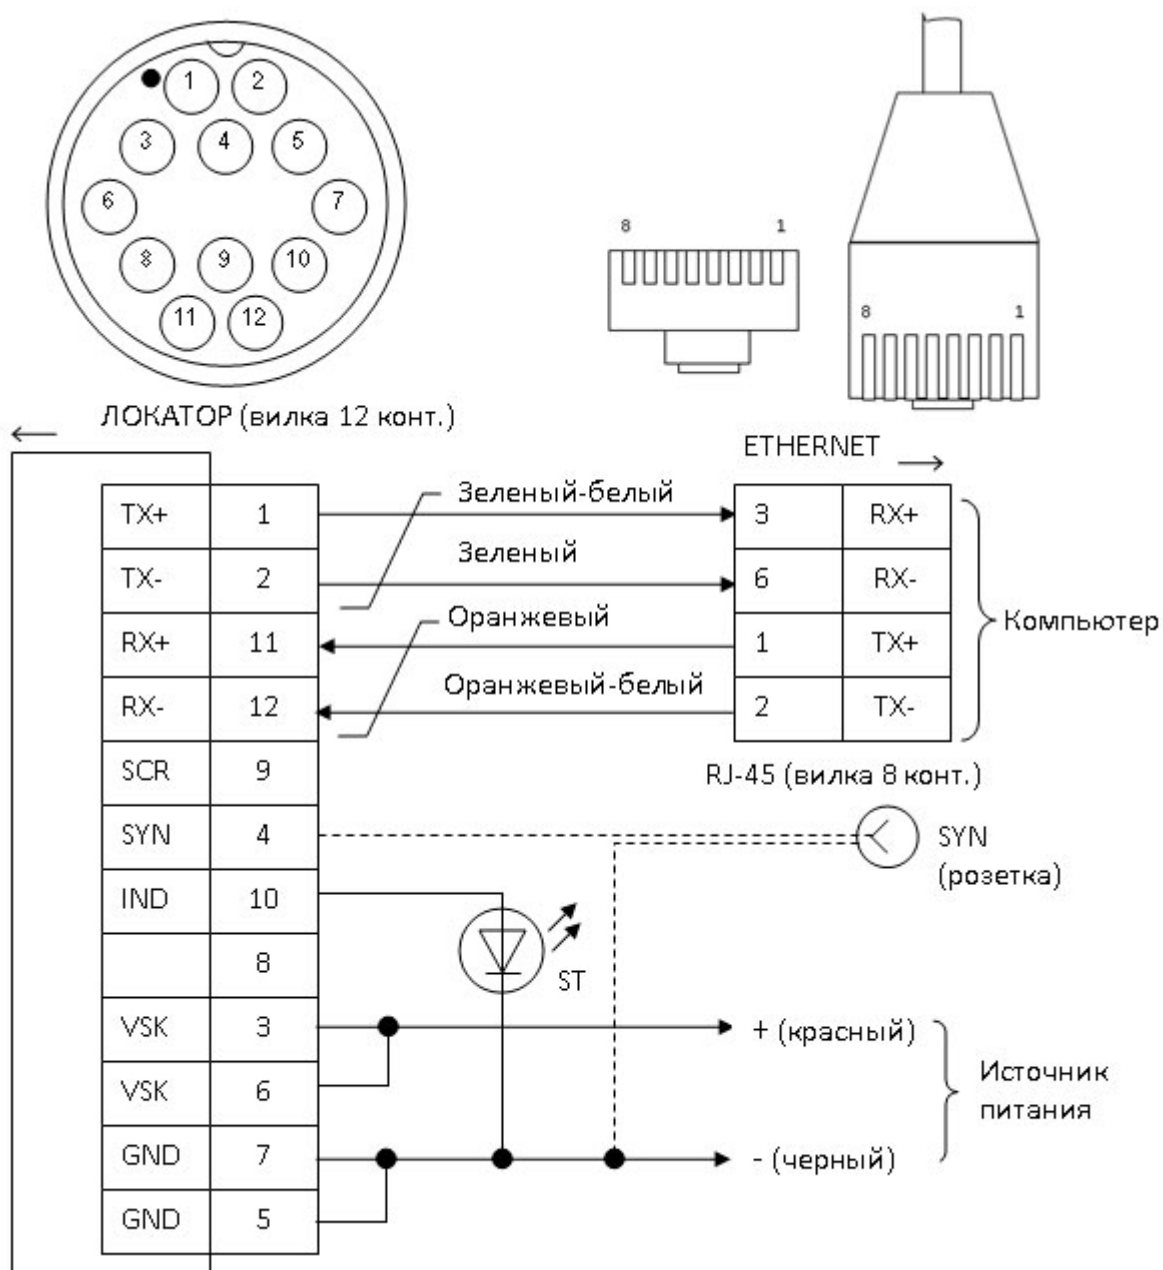 1 2
3 4 5
6 7
8 9 10
11 12
8 1
8 1
ЛОКАТОР (вилка 12 конт.)
ETHERNET
TX+ 1 Зеленый-белый 3 RX+
TX- 2 Зеленый 6 RX-
RX+ 11 Оранжевый 1 TX+
RX- 12 Оранжевый-белый 2 TX-
Компьютер
SCR 9
RJ-45 (вилка 8 конт.)
SYN 4
SYN
(розетка)
IND 10
8
ST
VSK 3 + (красный)
VSK 6
Источник
питания
GND 7 - (черный)
GND 5